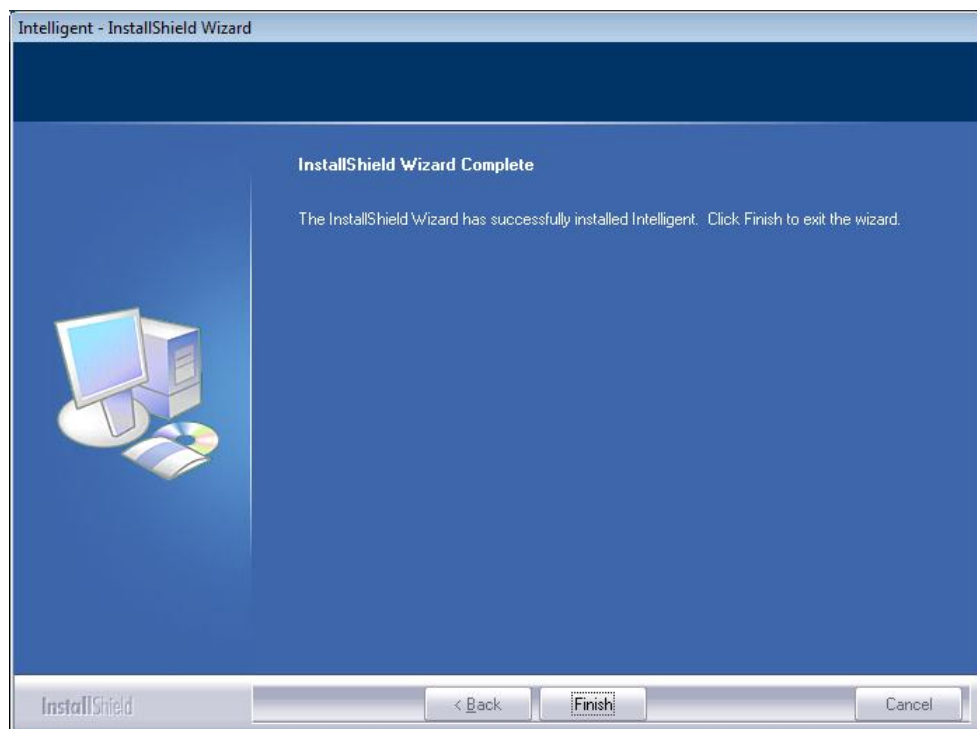 Intelligent - InstallShield Wizard
InstallShield Wizard Complete
The InstallShield Wizard has successfully installed Intelligent. Click Finish to exit the wizard.
InstallShield
< Back
Finish
Cancel